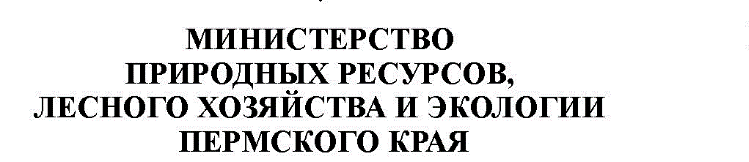 МИНИСТЕРСТВО
ПРИРОДНЫХ РЕСУРСОВ,
ЛЕСНОГО ХОЗЯЙСТВА И ЭКОЛОГИИ
ПЕРМСКОГО КРАЯ